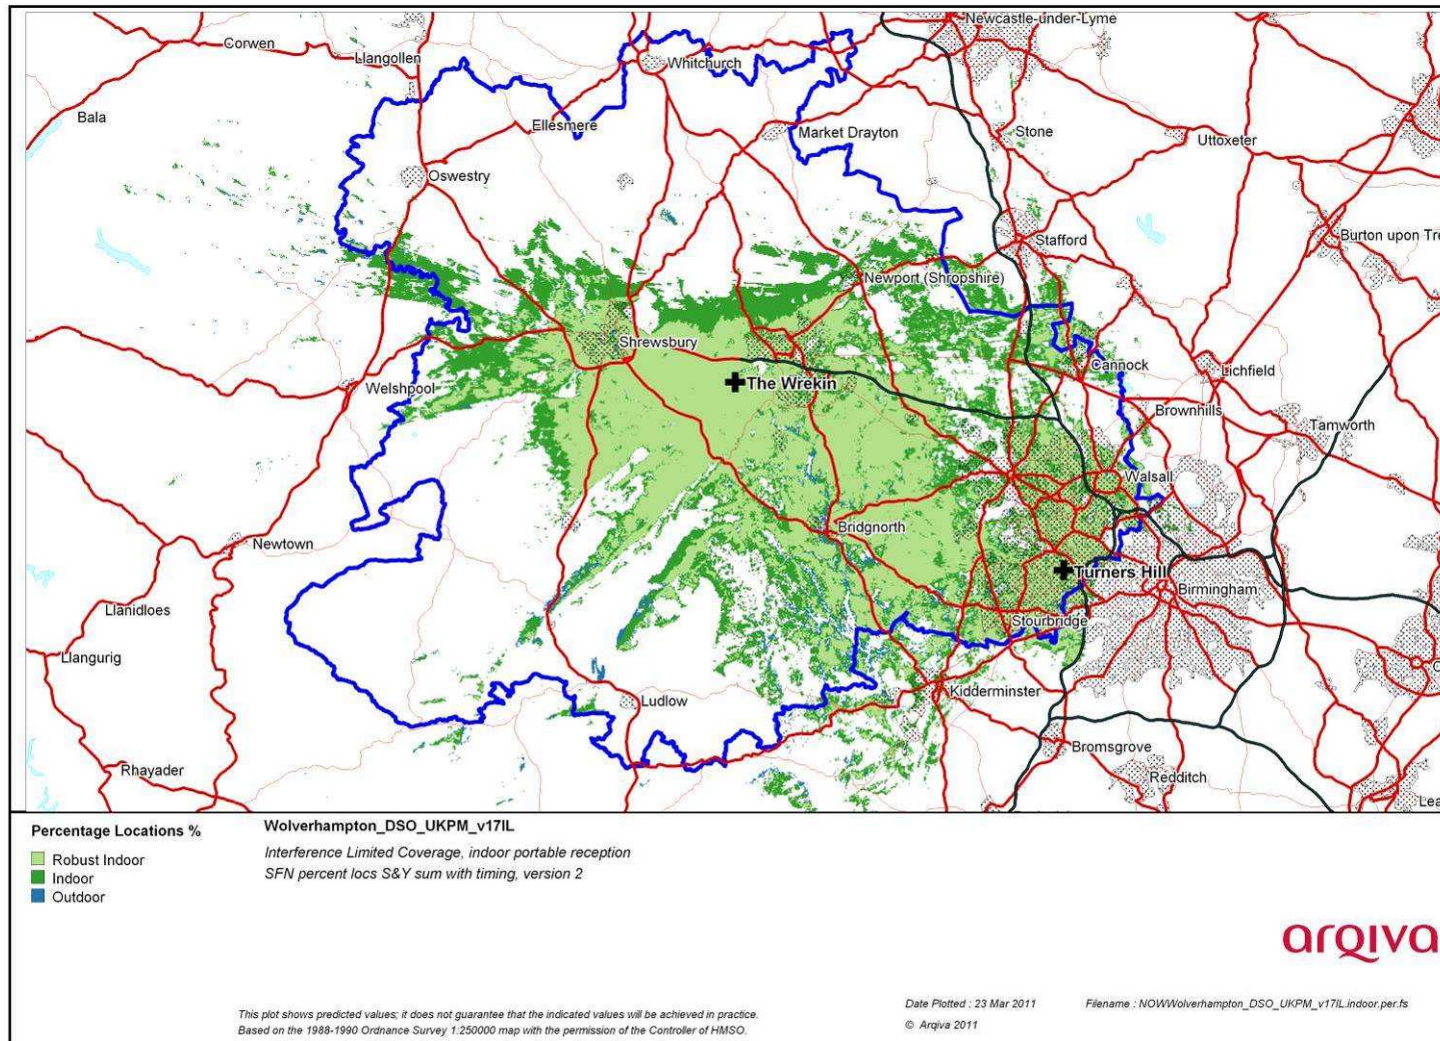 Newcastle-under-Lyme
Corwen
Llangollen
Whitchurch
Bala
Ellesmere
Market Drayton
Stone
Uttoxeter
Oswestry
Burton upon Tre
Stafford
Newport (Shropshire)
Shrewsbury
Cannock
Lichfield
Welshpool
The Wrekin
Brownhills
Tamworth
Walsall
Bridgnorth
Newtown
Turners Hill
Birmingham
Llanidloes
Stourbridge
Llangurig
Kidderminster
Ludlow
Bromsgrove
Rhayader
Redditch
Lea
Percentage Locations %
Robust Indoor
Indoor
Outdoor
Wolverhampton_DSO_UKPM_v17IL
Interference Limited Coverage, indoor portable reception
SFN percent locs S&Y sum with timing, version 2
arqiva
This plot shows predicted values; it does not guarantee that the indicated values will be achieved in practice.
Based on the 1988-1990 Ordnance Survey 1:250000 map with the permission of the Controller of HMSO.
Date Plotted : 23 Mar 2011
© Arqiva 2011
Filename : NOWWolverhampton_DSO_UKPM_v17IL.indoor.per.fs